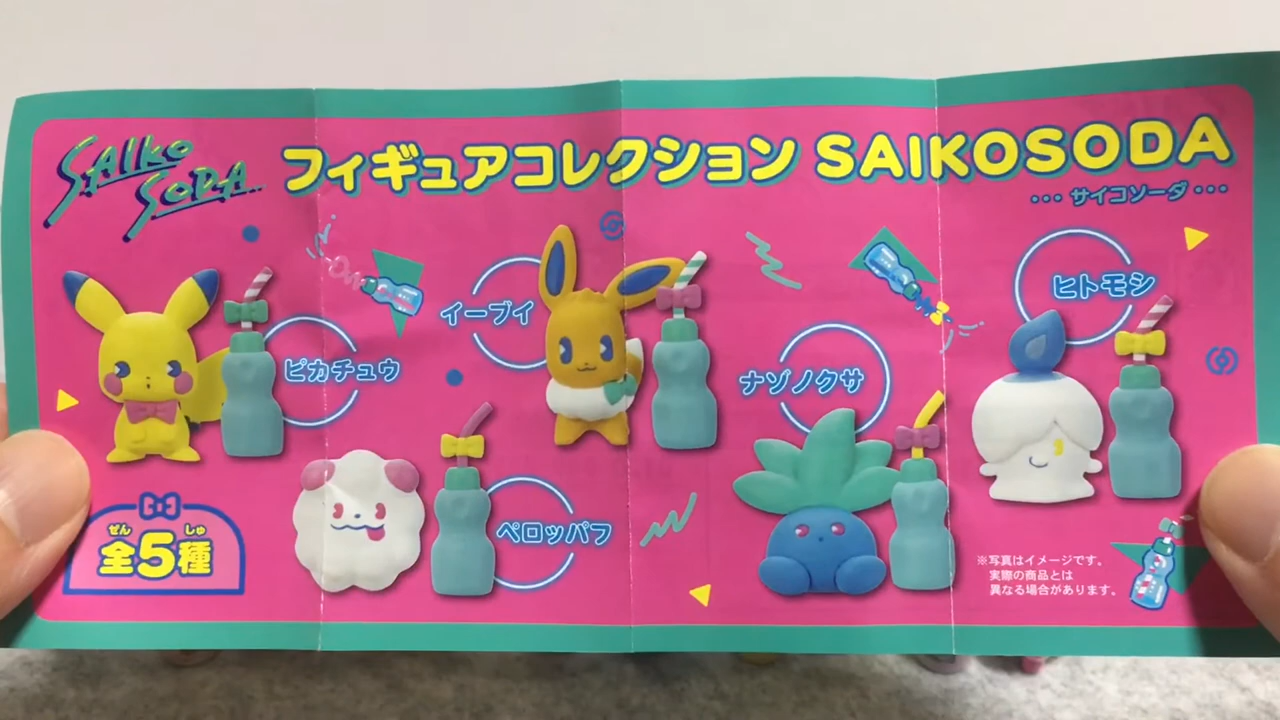 SAIKO
SODA..
フィギュアコレクション SAIKOSODA
・・・サイコソーダ・・・
ピカチュウ
イーブイ
ヒトモシ
ナゾノクサ
ペロッパフ
ぜん しゅ
全5種
※写真はイメージです。
実際の商品とは
異なる場合があります。